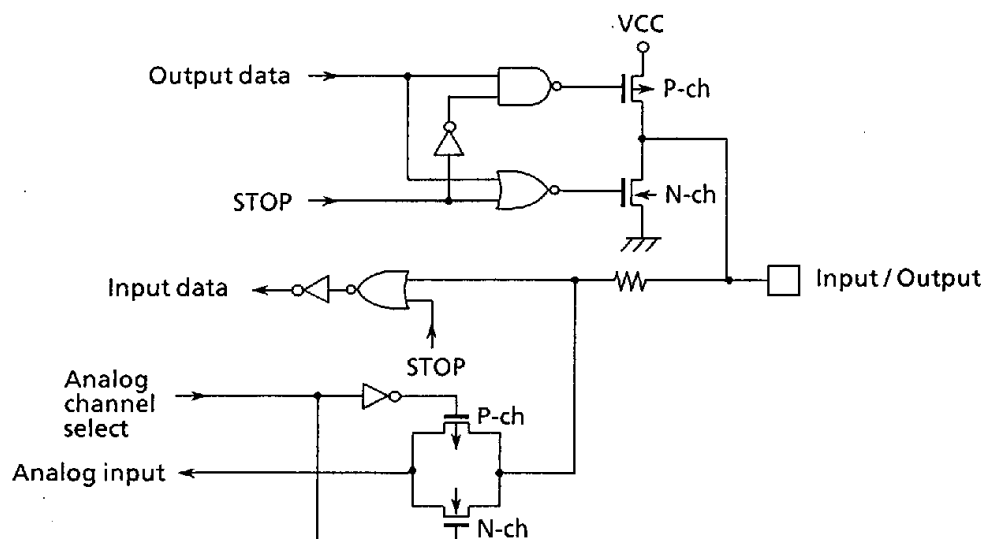 VCC
Output data
P-ch
STOP
N-ch
Input data
Input / Output
STOP
Analog
channel
select
P-ch
Analog input
N-ch